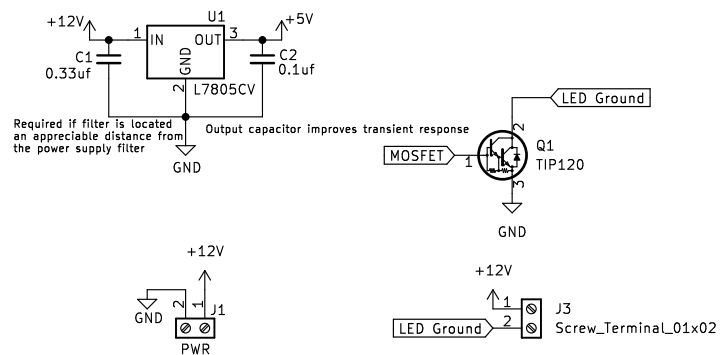 U1
+12V
+5V
1
IN
OUT
3
C1
0.33uf
GND
C2
0.1uf
2
L7805CV
Required if filter is located
an appreciable distance from
the power supply filter
Output capacitor improves transient response
GND
LED Ground
2
MOSFET
1
Q1
TIP120
3
GND
+12V
GND
2
1
J1
PWR
+12V
1
J3
LED Ground
2
Screw_Terminal_01x02